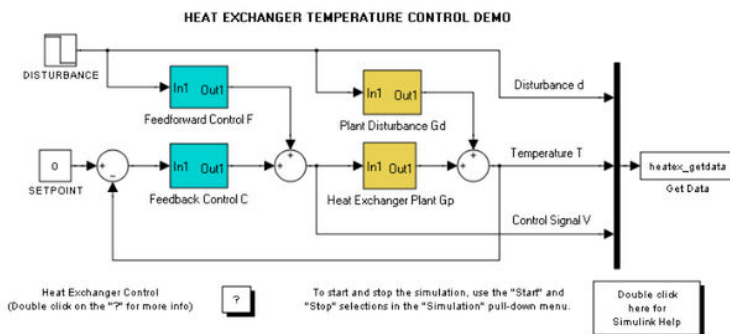 HEAT EXCHANGER TEMPERATURE CONTROL DEMO
DISTURBANCE
In1 Out1
Feedforward Control F
In1 Out1
Plant Disturbance Gd
Disturbance d
0
SETPOINT
In1 Out1
Feedback Control C
In1 Out1
Heat Exchanger Plant Gp
Temperature T
Control Signal V
heatex_getdata
Get Data
Heat Exchanger Control
(Double click on the "?" for more info)
?
To start and stop the simulation, use the "Start" and
"Stop" selections in the "Simulation" pull-down menu.
Double click
here for
Simulink Help